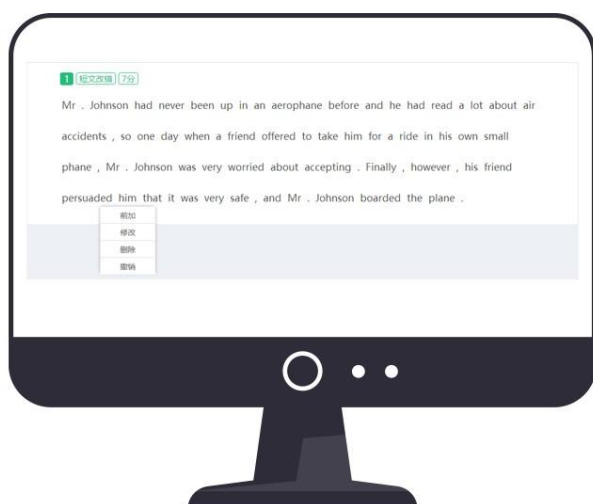 1 短文改错 7分
Mr . Johnson had never been up in an aerophane before and he had read a lot about air
accidents , so one day when a friend offered to take him for a ride in his own small
phane , Mr . Johnson was very worried about accepting . Finally , however , his friend
persuaded him that it was very safe , and Mr . Johnson boarded the plane .
前加
修改
删除
撤销